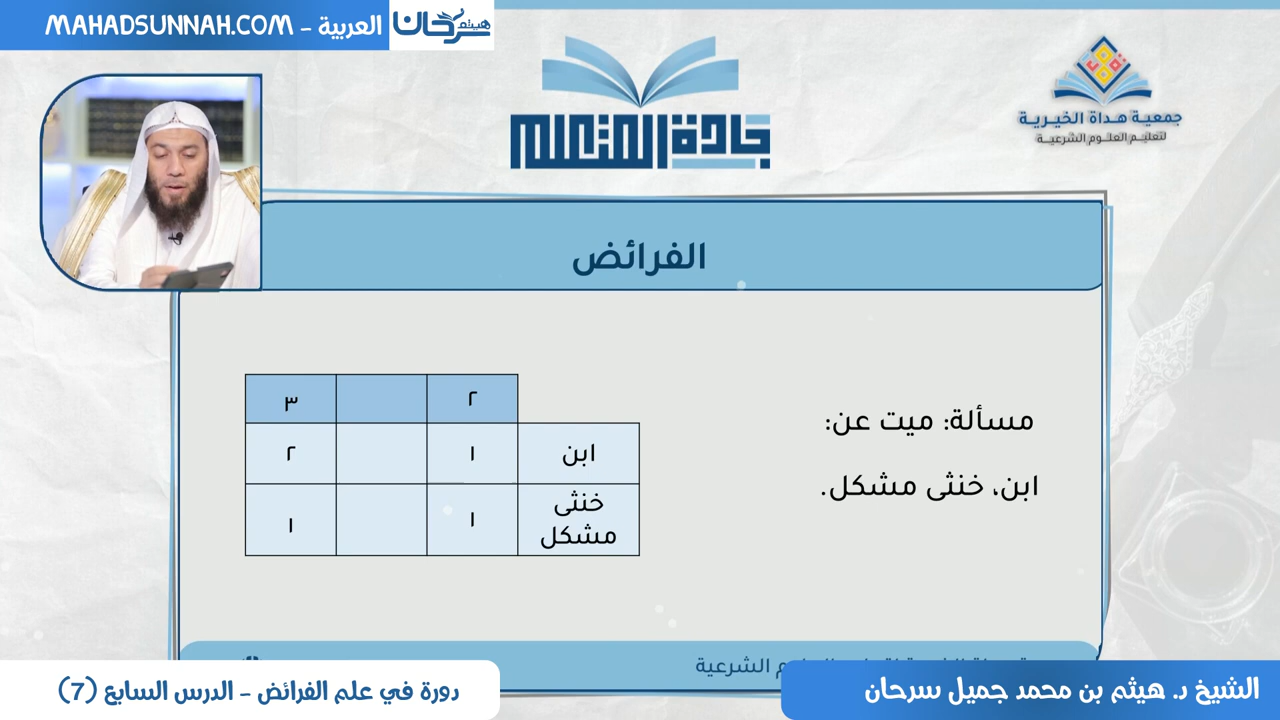 MAHADSUNNAH.COM - العربية
هيثم سرحان
جادة المتعلم
جمعية هداة الخيرية
لتعليم العلوم الشرعية
الفرائض
مسألة: ميت عن:
ابن، خنثى مشكل.
٢ ٣
ابن ١ ٢
خنثى مشكل ١ ١
الشرعية
الشيخ د. هيثم بن محمد جميل سرحان
دورة في علم الفرائض - الدرس السابع (7)